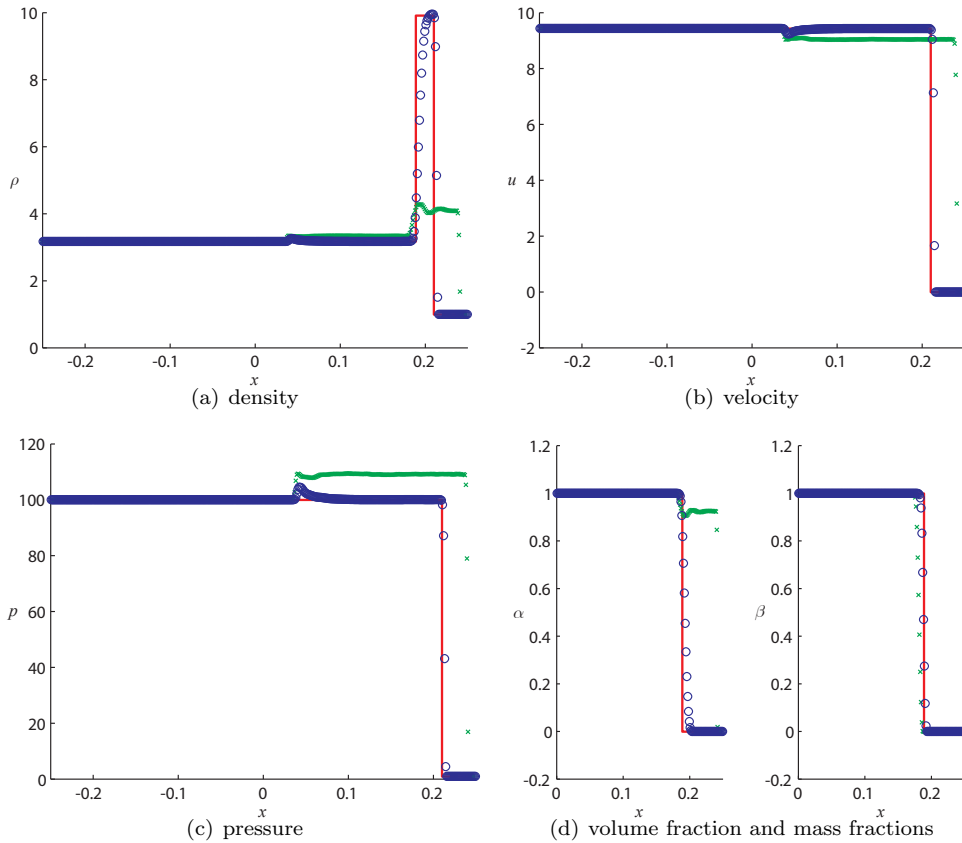 10
8
6
4
2
0
ρ
-0.2 -0.1 0 0.1 0.2
x
(a) density
10
8
6
4
2
0
-2
u
-0.2 -0.1 0 0.1 0.2
x
(b) velocity
120
100
80
60
40
20
0
p
-0.2 -0.1 0 0.1 0.2
x
(c) pressure
1.2
1
0.8
0.6
0.4
0.2
0
-0.2
α
0 0.1 0.2
x
1.2
1
0.8
0.6
0.4
0.2
0
-0.2
β
0 0.1 0.2
x
(d) volume fraction and mass fractions